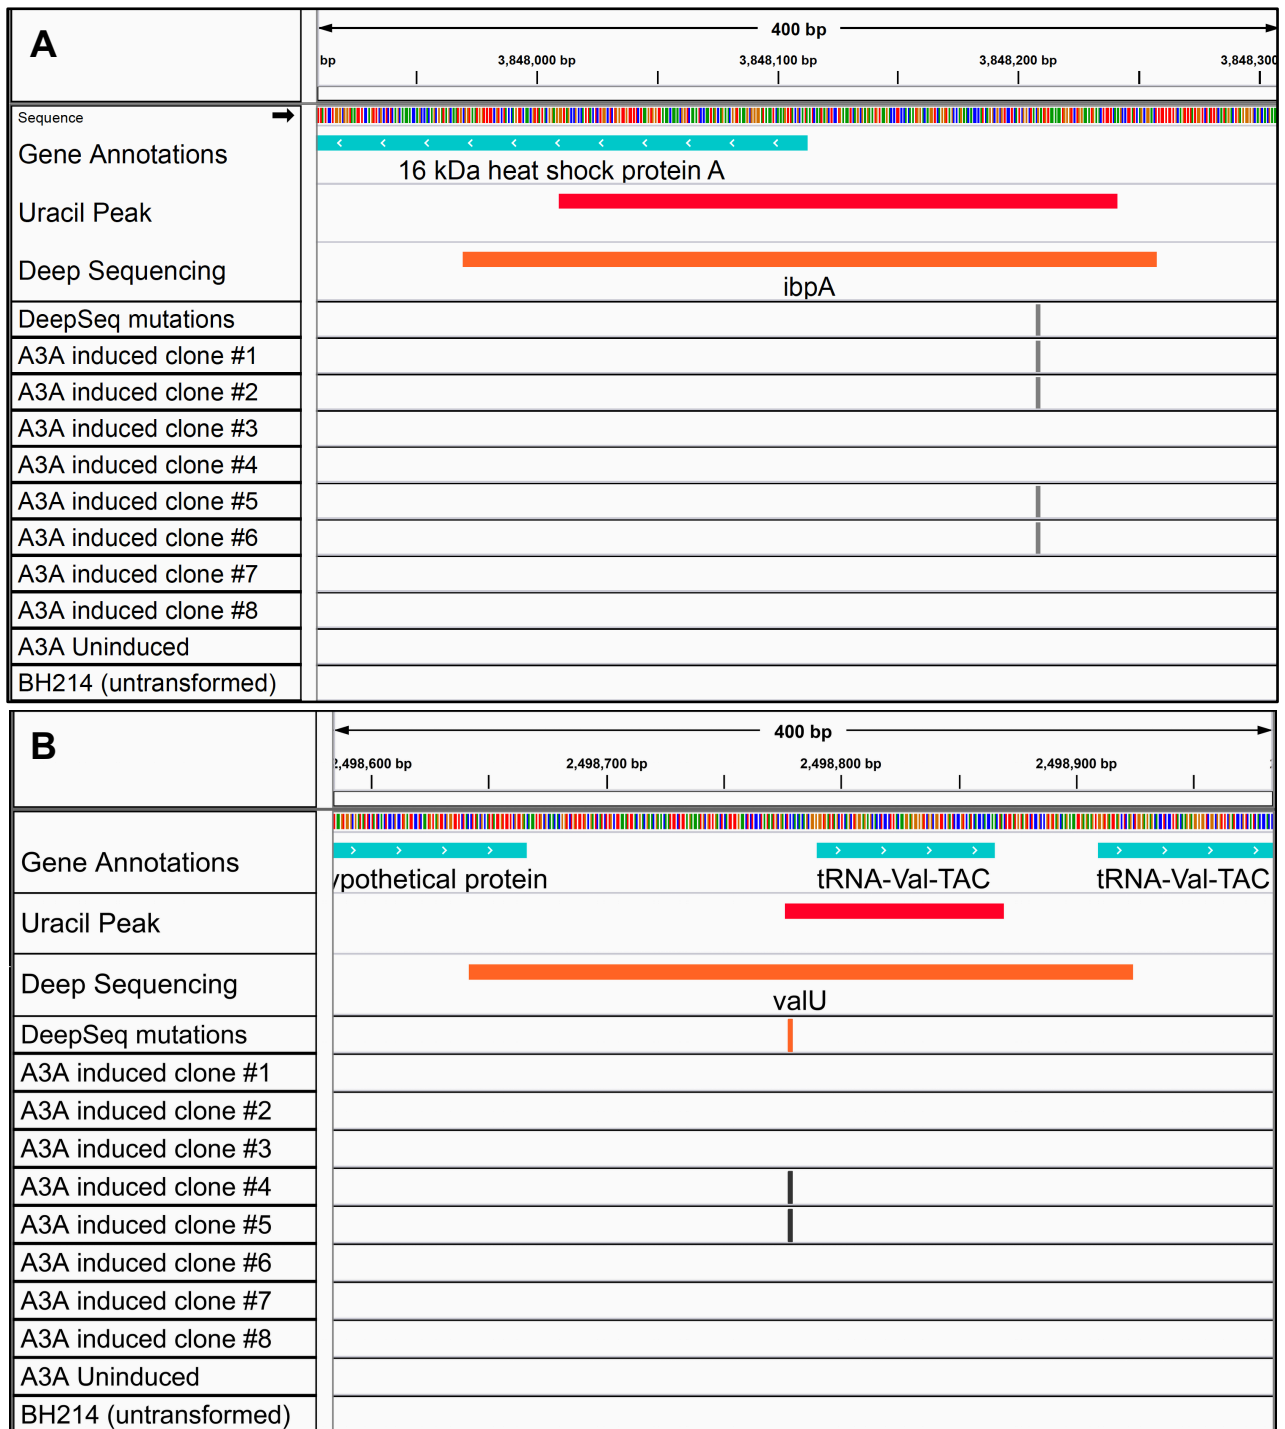 A
400 bp
bp 3,848,000 bp 3,848,100 bp 3,848,200 bp 3,848,300
Sequence
Gene Annotations
16 kDa heat shock protein A
Uracil Peak
Deep Sequencing
ibpA
DeepSeq mutations
A3A induced clone #1
A3A induced clone #2
A3A induced clone #3
A3A induced clone #4
A3A induced clone #5
A3A induced clone #6
A3A induced clone #7
A3A induced clone #8
A3A Uninduced
BH214 (untransformed)
B
400 bp
2,498,600 bp 2,498,700 bp 2,498,800 bp 2,498,900 bp
Gene Annotations
ypothetical protein tRNA-Val-TAC tRNA-Val-TAC
Uracil Peak
Deep Sequencing
valU
DeepSeq mutations
A3A induced clone #1
A3A induced clone #2
A3A induced clone #3
A3A induced clone #4
A3A induced clone #5
A3A induced clone #6
A3A induced clone #7
A3A induced clone #8
A3A Uninduced
BH214 (untransformed)